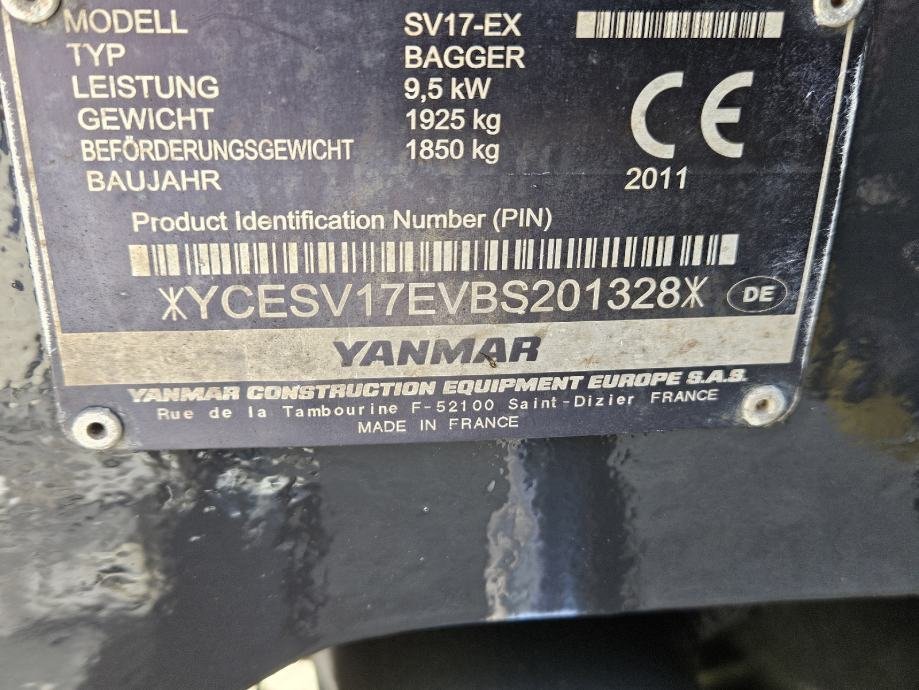 MODELL SV17-EX
TYP BAGGER
LEISTUNG 9,5 kW
GEWICHT 1925 kg
BEFÖRDERUNGSGEWICHT 1850 kg
BAUJAHR 2011
CE
Product Identification Number (PIN)
*YCESV17EVBS201328* DE
YANMAR
YANMAR CONSTRUCTION EQUIPMENT EUROPE S.A.S.
Rue de la Tambourine F-52100 Saint-Dizier FRANCE
MADE IN FRANCE